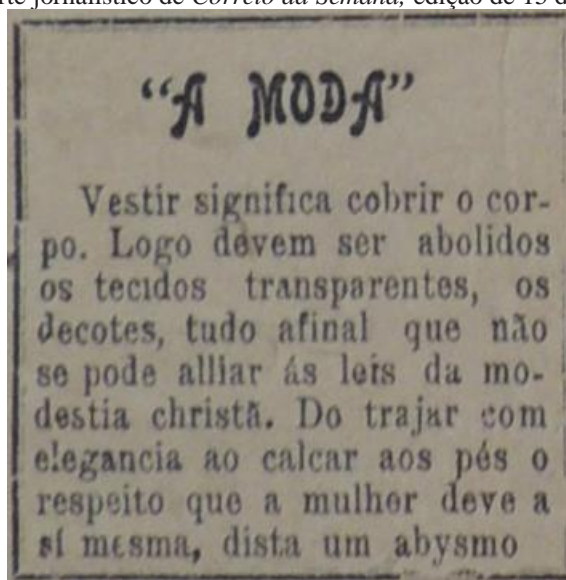 rte jornalístico de Correio da Semana, edição de 15 d
“A MODA”
Vestir significa cobrir o cor-
po. Logo devem ser abolidos
os tecidos transparentes, os
decotes, tudo afinal que não
se pode alliar ás leis da mo-
destia christã. Do trajar com
elegancia ao calcar aos pés o
respeito que a mulher deve a
sí mesma, dista um abysmo